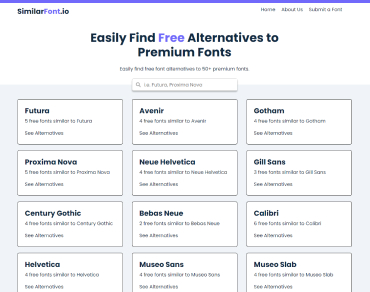 SimilarFont.io
Home About Us Submit a Font
Easily Find Free Alternatives to
Premium Fonts
Easily find free font alternatives to 50+ premium fonts.
i.e. Futura, Proxima Nova
Futura
5 free fonts similar to Futura
See Alternatives
Avenir
4 free fonts similar to Avenir
See Alternatives
Gotham
4 free fonts similar to Gotham
See Alternatives
Proxima Nova
5 free fonts similar to Proxima Nova
See Alternatives
Neue Helvetica
4 free fonts similar to Neue Helvetica
See Alternatives
Gill Sans
3 free fonts similar to Gill Sans
See Alternatives
Century Gothic
4 free fonts similar to Century Gothic
See Alternatives
Bebas Neue
2 free fonts similar to Bebas Neue
See Alternatives
Calibri
6 free fonts similar to Calibri
See Alternatives
Helvetica
4 free fonts similar to Helvetica
See Alternatives
Museo Sans
4 free fonts similar to Museo Sans
See Alternatives
Museo Slab
4 free fonts similar to Museo Slab
See Alternatives